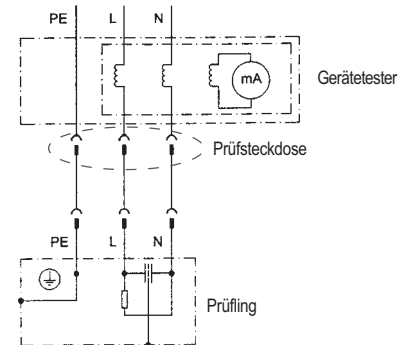 PE L N
mA
Gerätetester
Prüfsteckdose
PE L N
Prüfling